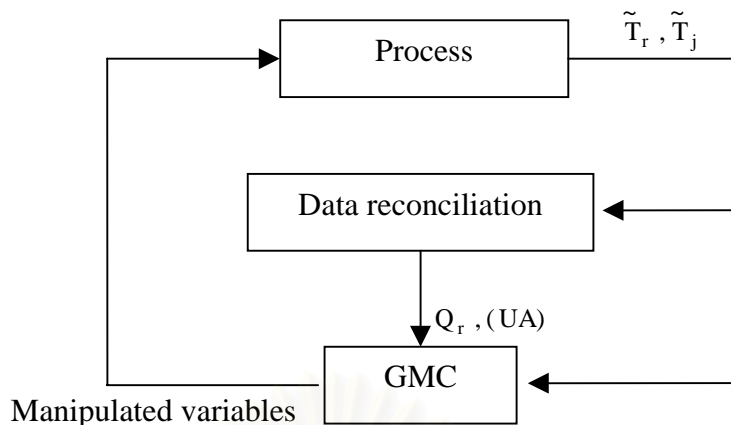 Process
T̃r , T̃j
Data reconciliation
Qr , (UA)
GMC
Manipulated variables